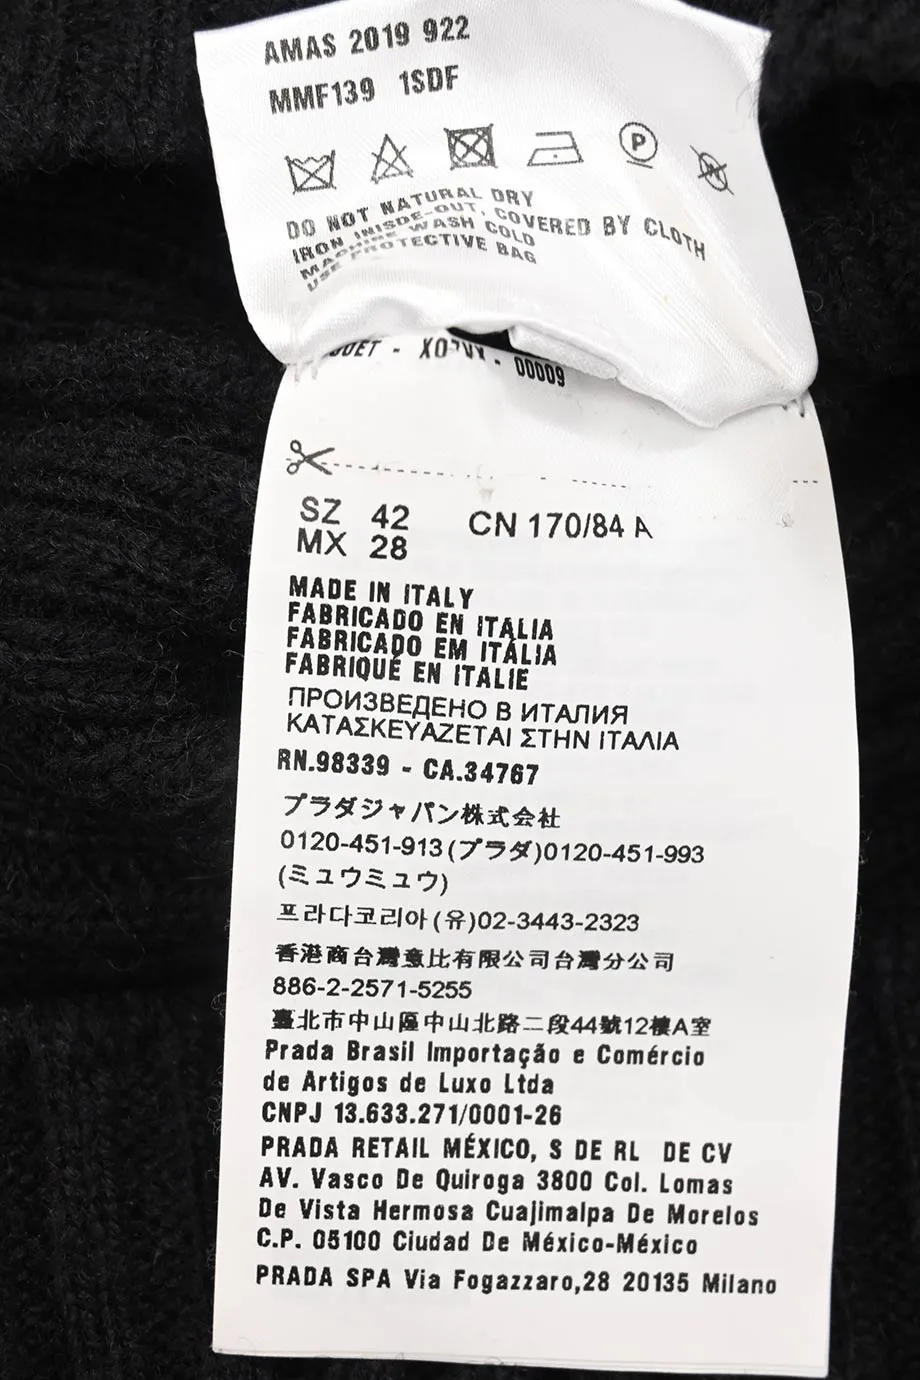 AMAS 2019 922
MMF139 1SDF
P
DO NOT NATURAL DRY
IRON INISDE-OUT, COVERED BY CLOTH
MACHINE WASH COLD
USE PROTECTIVE BAG
- 00009
SZ 42 CN 170/84 A
MX 28
MADE IN ITALY
FABRICADO EN ITALIA
FABRICADO EM ITÁLIA
FABRIQUÉ EN ITALIE
ПРОИЗВЕДЕНО В ИТАЛИЯ
ΚΑΤΑΣΚΕΥΑΖΕΤΑΙ ΣΤΗΝ ΙΤΑΛΙΑ
RN.98339 - CA.34767
プラダジャパン株式会社
0120-451-913(プラダ)0120-451-993
(ミュウミュウ)
프라다코리아(유)02-3443-2323
香港商台灣意比有限公司台灣分公司
886-2-2571-5255
臺北市中山區中山北路二段44號12樓A室
Prada Brasil Importação e Comércio
de Artigos de Luxo Ltda
CNPJ 13.633.271/0001-26
PRADA RETAIL MÉXICO, S DE RL DE CV
AV. Vasco De Quiroga 3800 Col. Lomas
De Vista Hermosa Cuajimalpa De Morelos
C.P. 05100 Ciudad De México-México
PRADA SPA Via Fogazzaro,28 20135 Milano